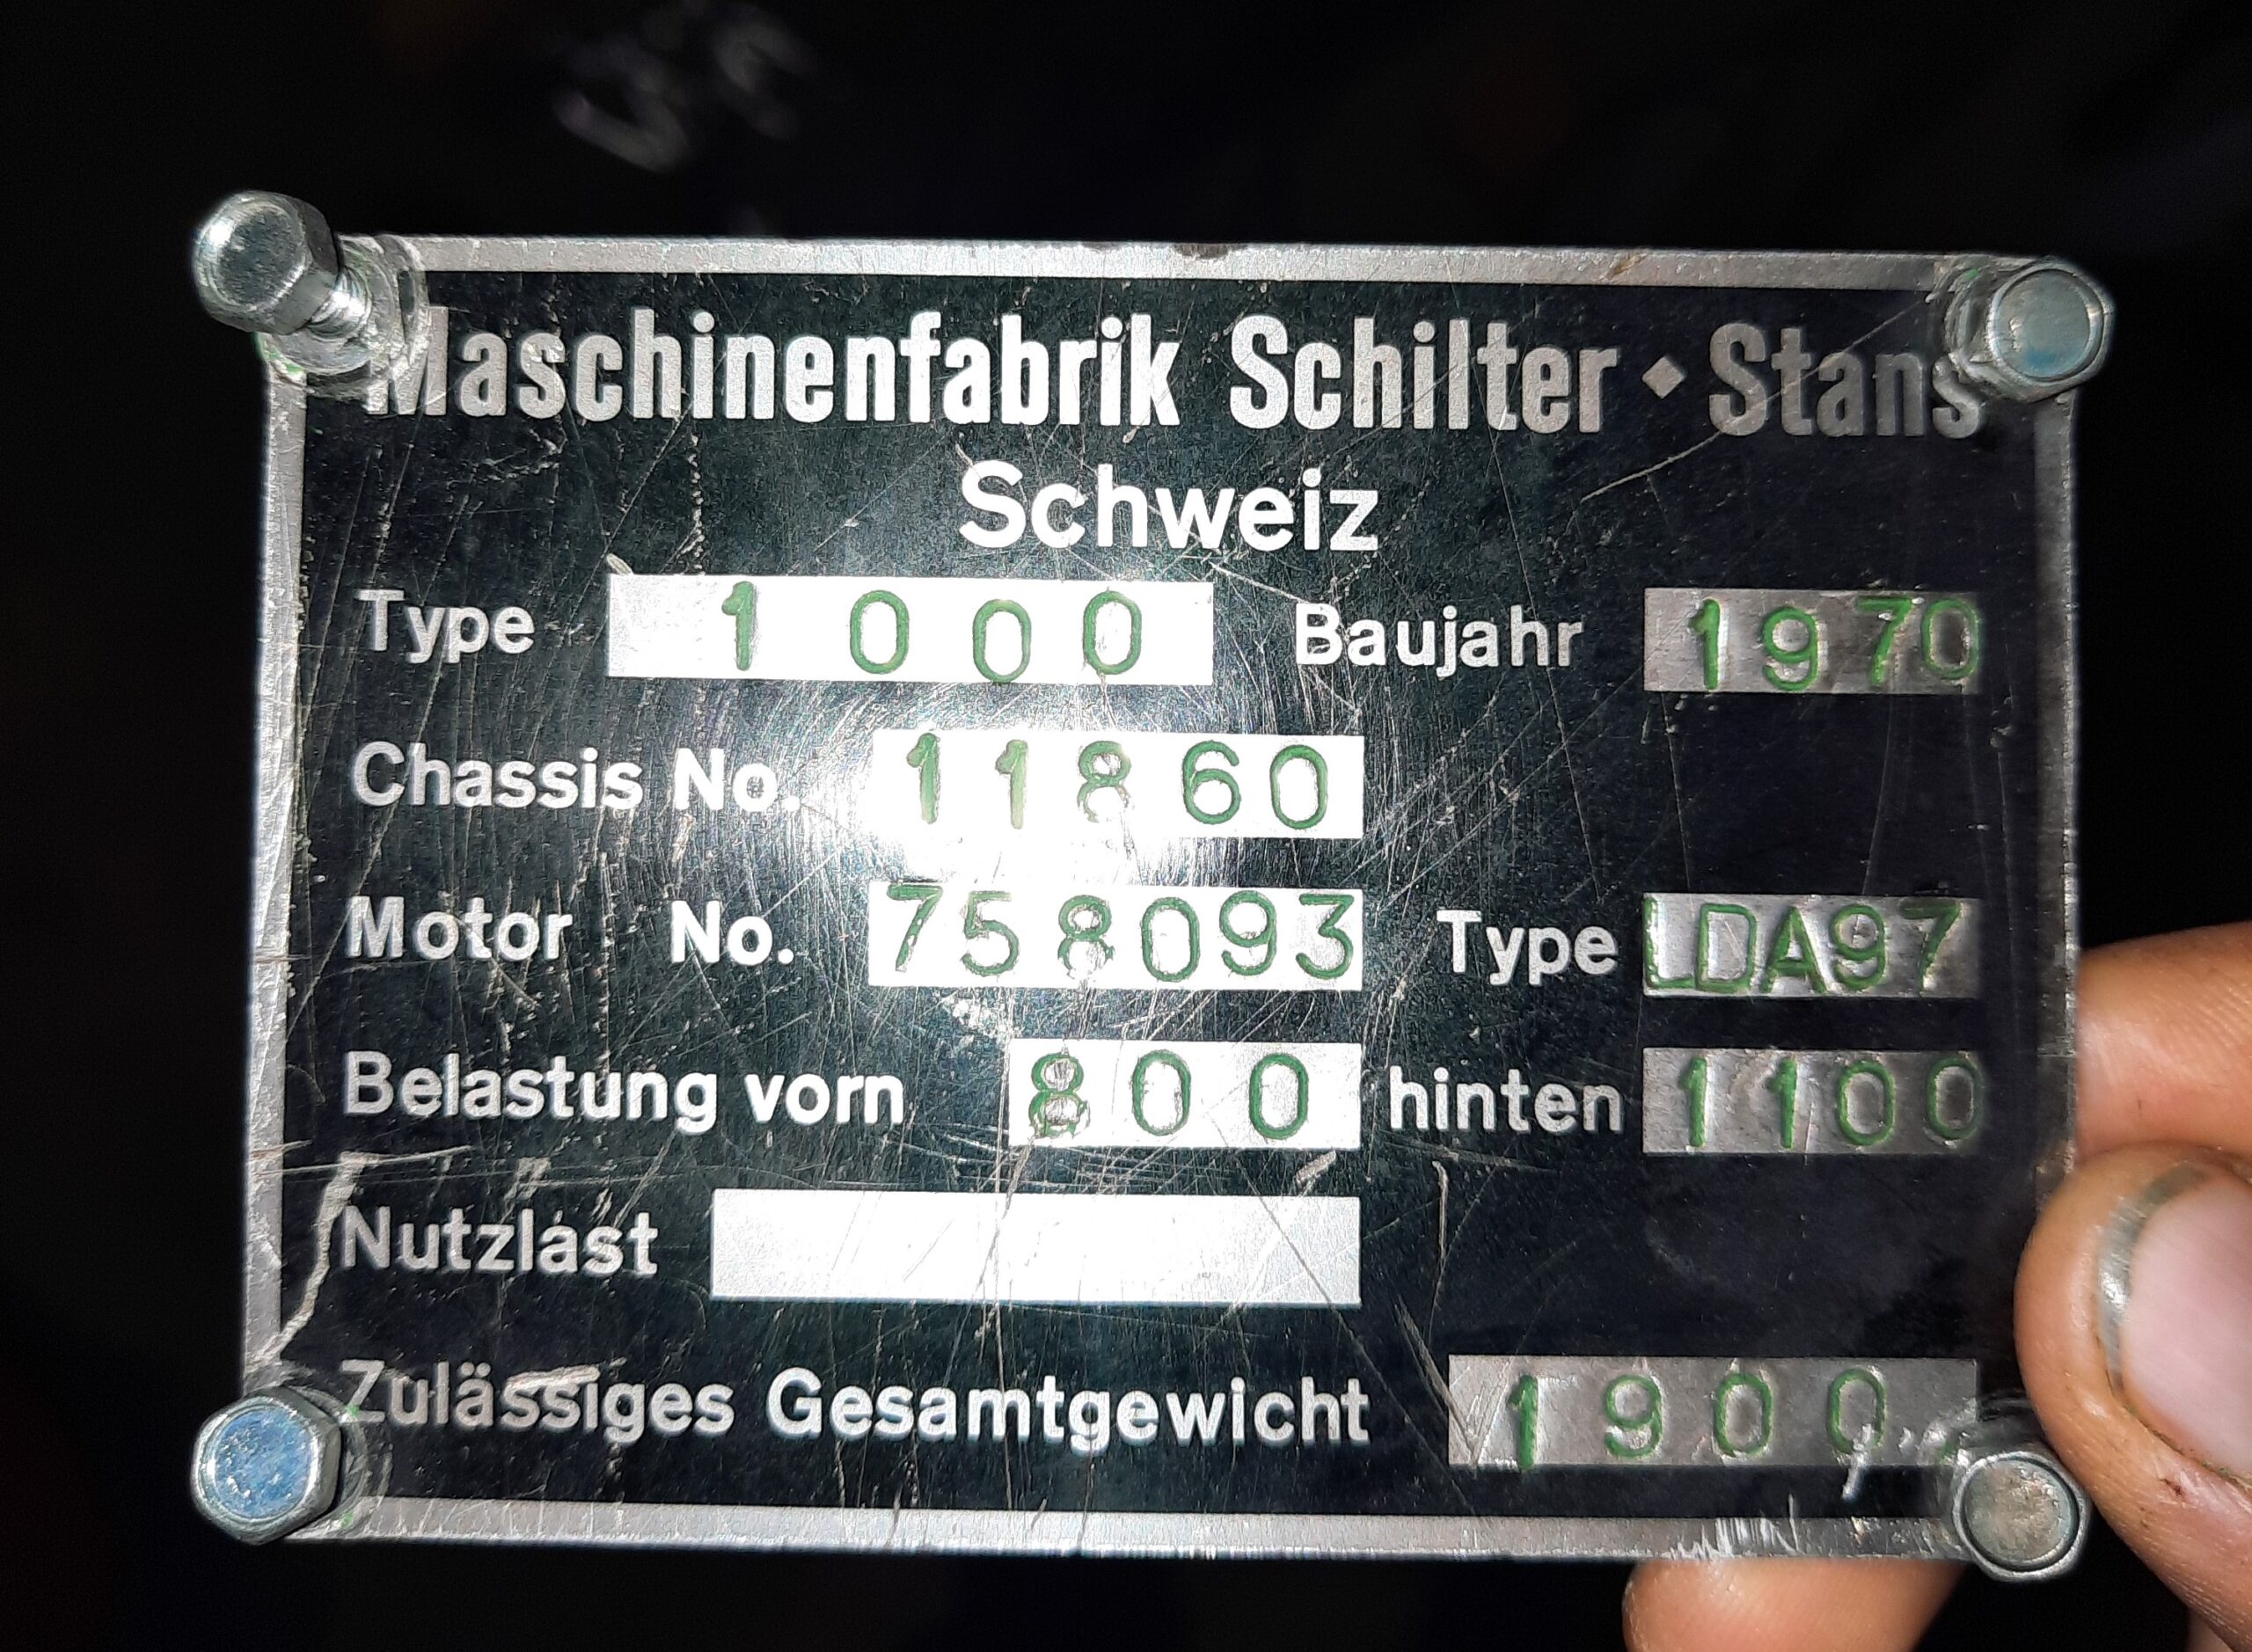 Maschinenfabrik Schilter ◆ Stans
Schweiz
Type 1000 Baujahr 1970
Chassis No. 11860
Motor No. 758093 Type LDA97
Belastung vorn 800 hinten 1100
Nutzlast
Zulässiges Gesamtgewicht 1900